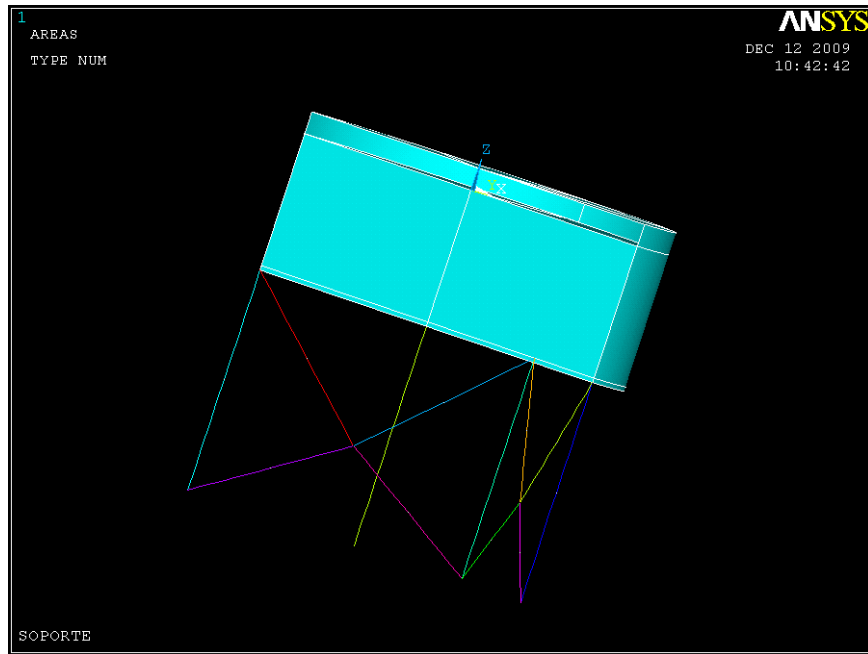 1
AREAS
TYPE NUM
ANSYS
DEC 12 2009
10:42:42
Z
Y
X
SOPORTE